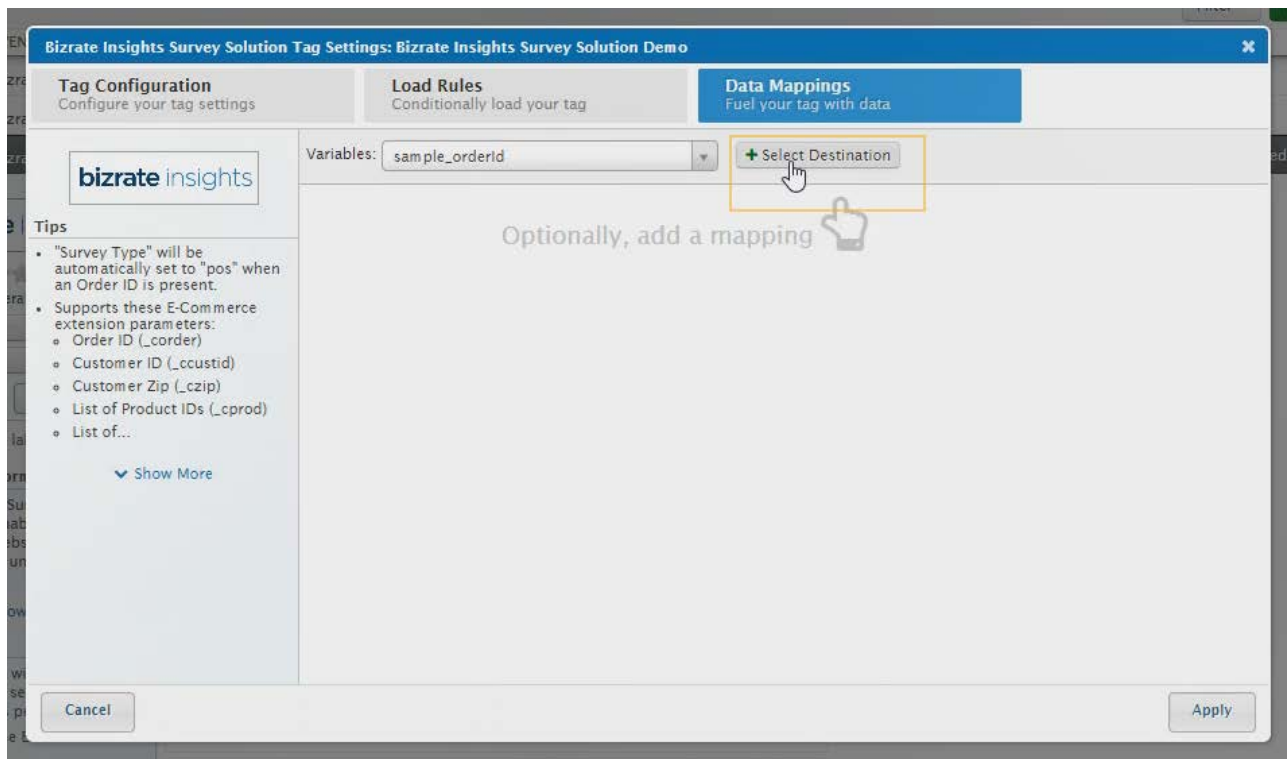 Bizrate Insights Survey Solution Tag Settings: Bizrate Insights Survey Solution Demo
Tag Configuration
Configure your tag settings
Load Rules
Conditionally load your tag
Data Mappings
Fuel your tag with data
Variables: sample_orderId
Select Destination
bizrate insights
Optionally, add a mapping
Tips
"Survey Type" will be
automatically set to "pos" when
an Order ID is present.
Supports these E-Commerce
extension parameters:
Order ID (_corder)
Customer ID (_ccustid)
Customer Zip (_czip)
List of Product IDs (_cprod)
List of...
Show More
Cancel
Apply